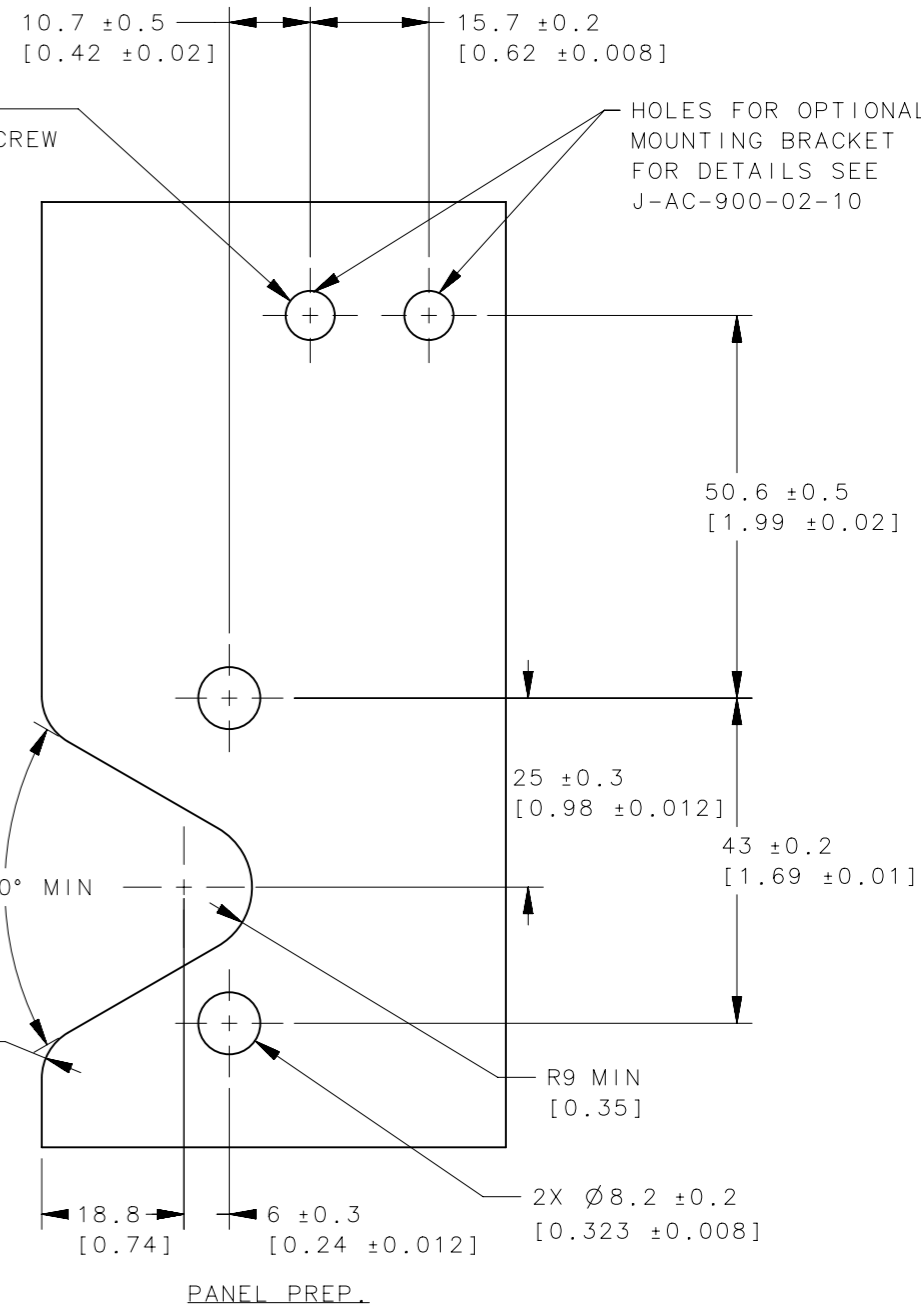 10.7 ±0.5
[0.42 ±0.02]
15.7 ±0.2
[0.62 ±0.008]
HOLES FOR OPTIONAL
MOUNTING BRACKET
FOR DETAILS SEE
J-AC-900-02-10
50.6 ±0.5
[1.99 ±0.02]
25 ±0.3
[0.98 ±0.012]
43 ±0.2
[1.69 ±0.01]
MIN
R9 MIN
[0.35]
2X Ø8.2 ±0.2
[0.323 ±0.008]
18.8
[0.74]
6 ±0.3
[0.24 ±0.012]
PANEL PREP.